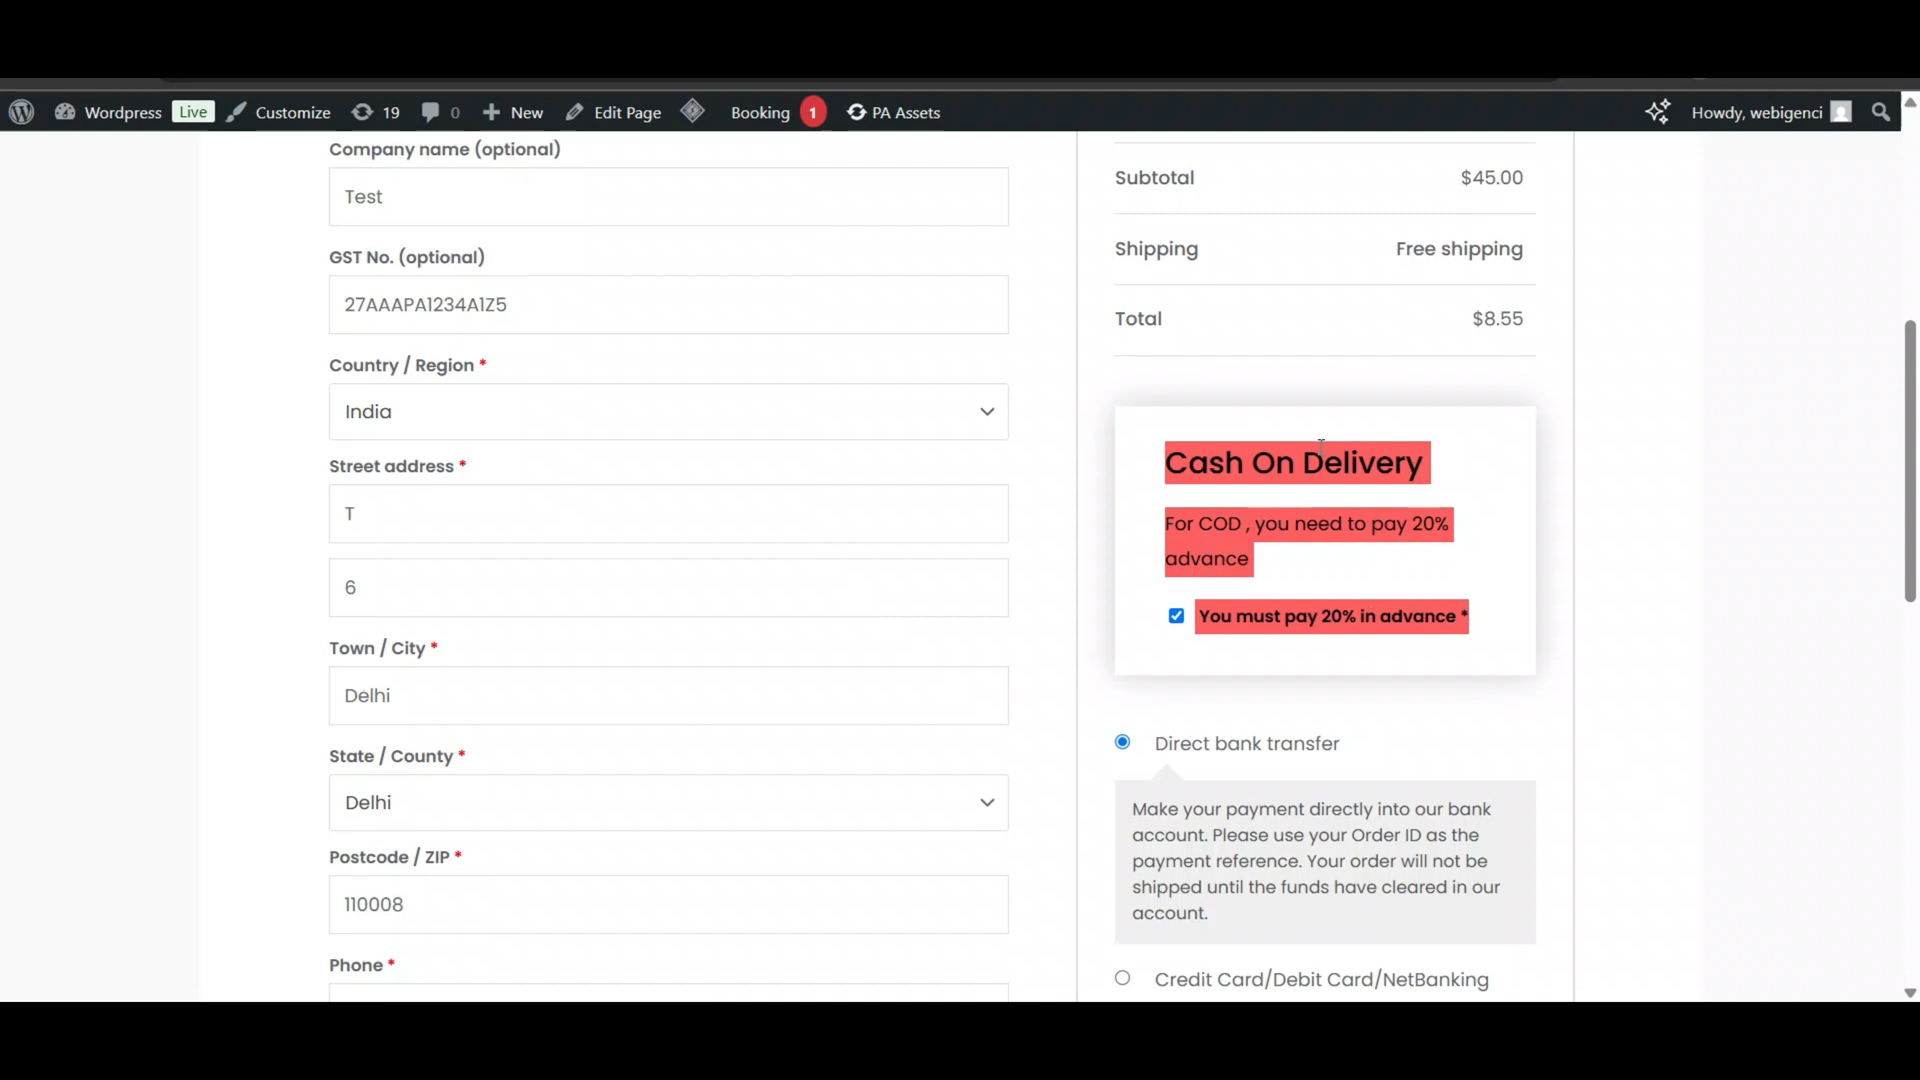 Wordpress Live Customize 19 0 New Edit Page Booking 1 PA Assets Howdy, webigenci
Company name (optional)
Test
GST No. (optional)
27AAAPA1234A1Z5
Country / Region *
India
Street address *
T
6
Town / City *
Delhi
State / County *
Delhi
Postcode / ZIP *
110008
Phone *
Subtotal $45.00
Shipping Free shipping
Total $8.55
Cash On Delivery
For COD , you need to pay 20%
advance
You must pay 20% in advance *
Direct bank transfer
Make your payment directly into our bank
account. Please use your Order ID as the
payment reference. Your order will not be
shipped until the funds have cleared in our
account.
Credit Card/Debit Card/NetBanking